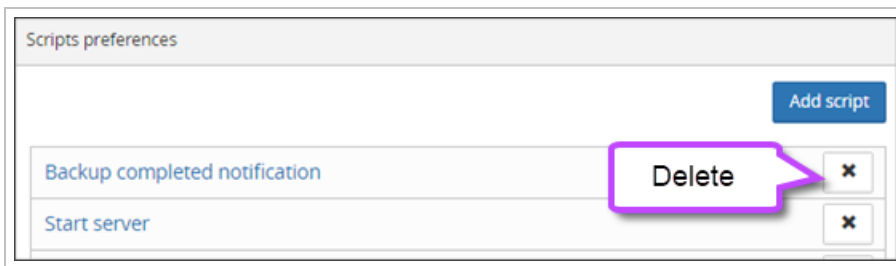 Scripts preferences
Add script
Backup completed notification
Delete
Start server